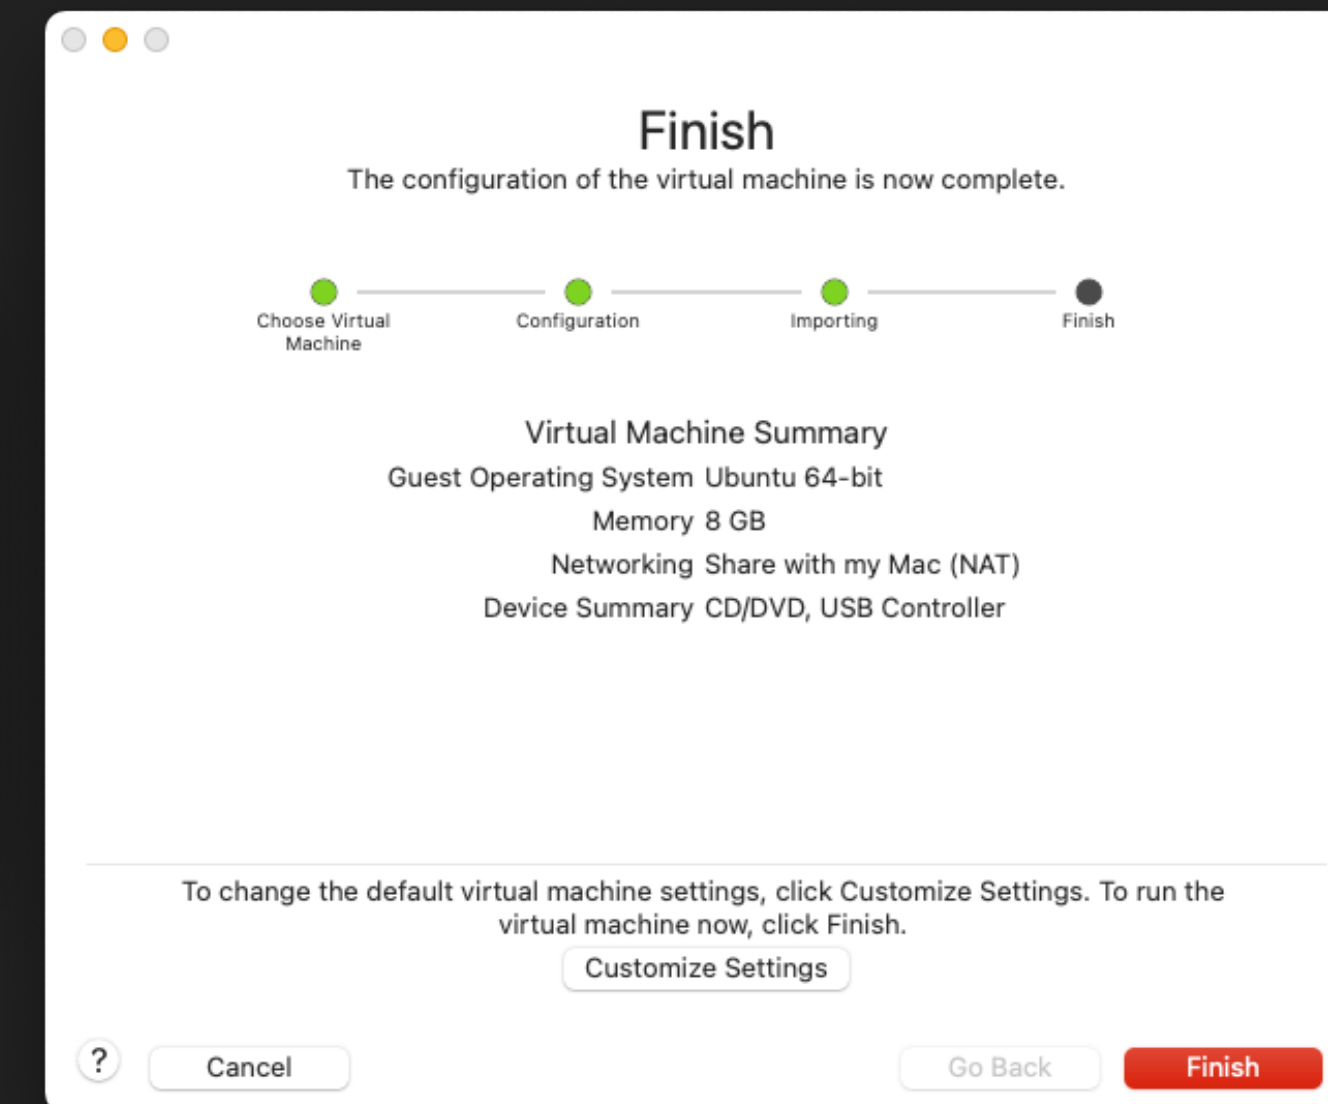 Finish
The configuration of the virtual machine is now complete.
Choose Virtual
Machine
Configuration
Importing
Finish
Virtual Machine Summary
Guest Operating System Ubuntu 64-bit
Memory 8 GB
Networking Share with my Mac (NAT)
Device Summary CD/DVD, USB Controller
To change the default virtual machine settings, click Customize Settings. To run the
virtual machine now, click Finish.
Customize Settings
? Cancel Go Back Finish